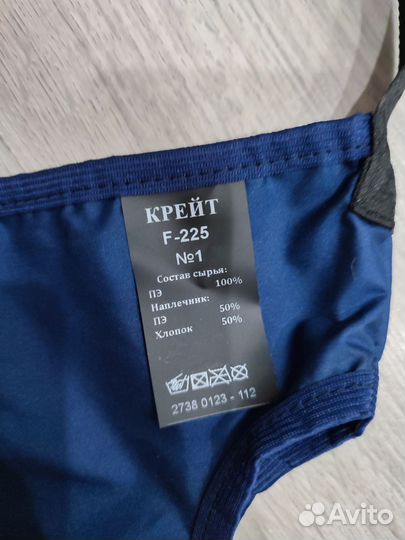 КРЕЙТ
F-225
№1
Состав сырья:
ПЭ 100%
Наплечник:
ПЭ 50%
Хлопок 50%
2738 0123 - 112
Avito